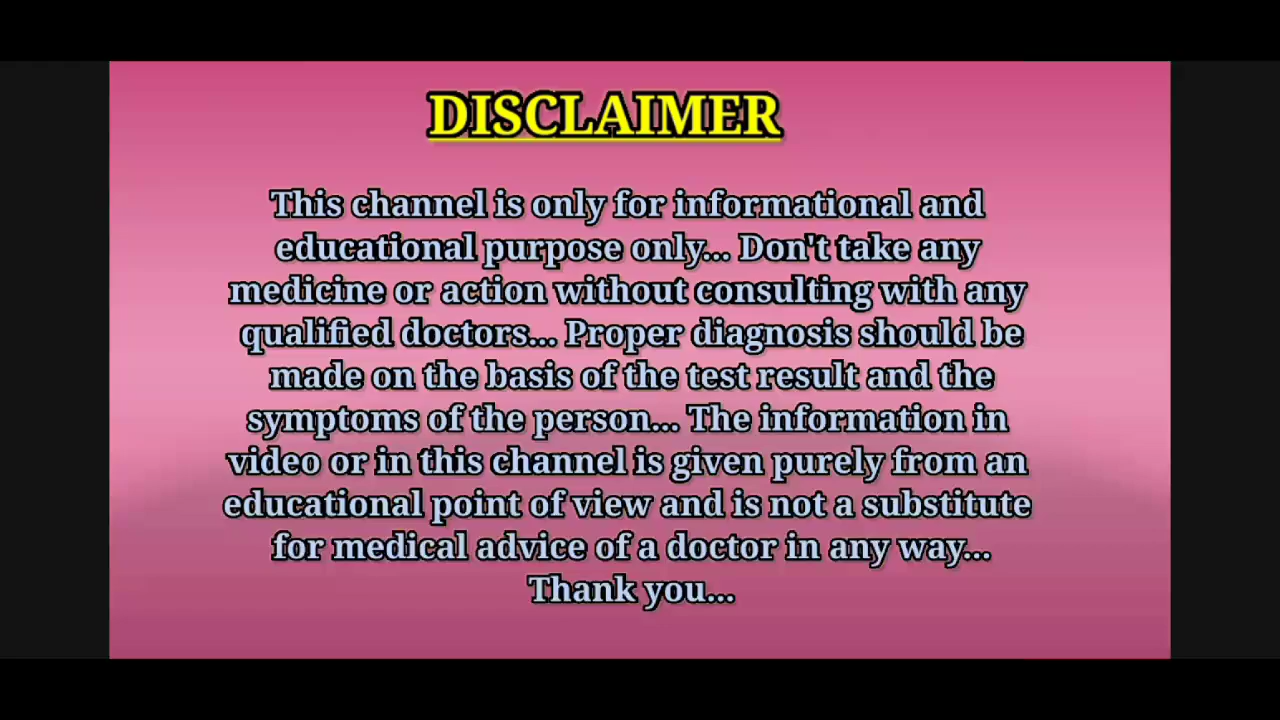 DISCLAIMER
This channel is only for informational and
educational purpose only... Don't take any
medicine or action without consulting with any
qualified doctors... Proper diagnosis should be
made on the basis of the test result and the
symptoms of the person... The information in
video or in this channel is given purely from an
educational point of view and is not a substitute
for medical advice of a doctor in any way...
Thank you...